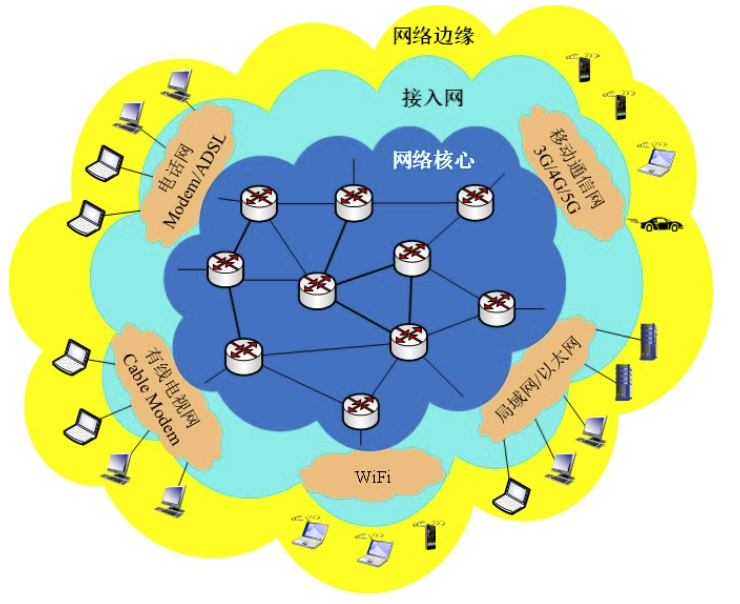 网络边缘
接入网
网络核心
电话网
Modem/ADSL
移动通信网
3G/4G/5G
有线电视网
Cable Modem
局域网/以太网
WiFi